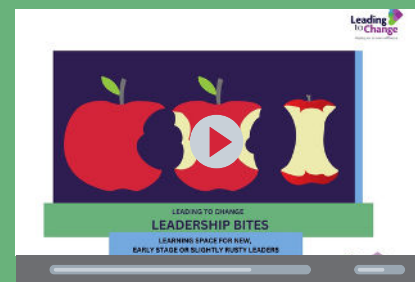 Leading
to Change
LEADING TO CHANGE
LEADERSHIP BITES
LEARNING SPACE FOR NEW,
EARLY STAGE OR SLIGHTLY RUSTY LEADERS